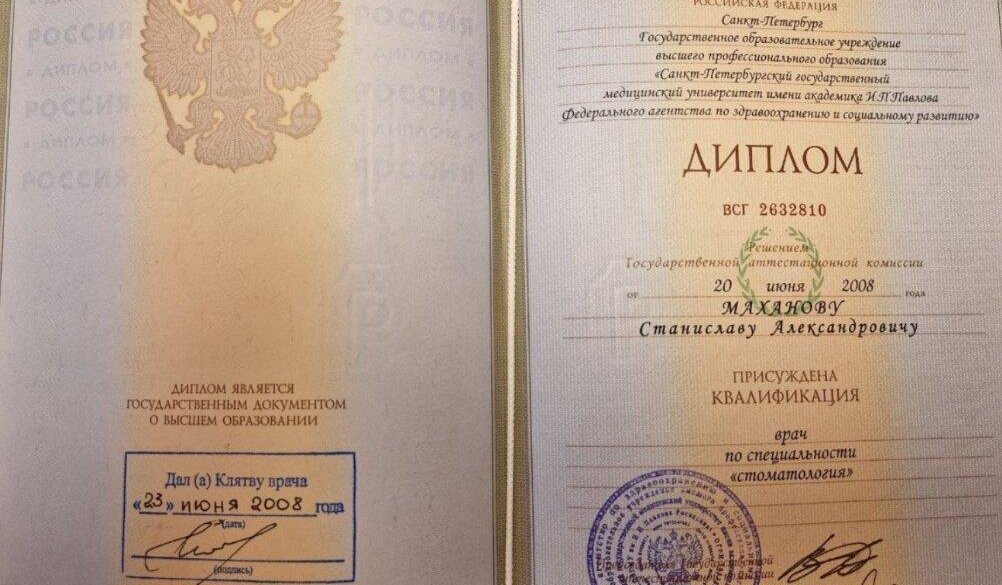 РОССИЯ
ДИПЛОМ
РОССИЯ
ДИПЛОМ
РОССИЯ
РОССИЯ
ДИПЛОМ
РОССИЯ
ДИПЛОМ
РОССИЯ
ДИПЛОМ ЯВЛЯЕТСЯ
ГОСУДАРСТВЕННЫМ ДОКУМЕНТОМ
О ВЫСШЕМ ОБРАЗОВАНИИ
Дал (а) Клятву врача
«23» июня 2008 года
(дата)
(подпись)
РОССИЙСКАЯ ФЕДЕРАЦИЯ
Санкт-Петербург
Государственное образовательное учреждение
высшего профессионального образования
«Санкт-Петербургский государственный
медицинский университет имени академика И.П.Павлова
Федерального агентства по здравоохранению и социальному развитию»
ДИПЛОМ
ВСГ 2632810
Решением
Государственной аттестационной комиссии
от 20 июня 2008 года
МАХАНОВУ
Станиславу Александровичу
ПРИСУЖДЕНА
КВАЛИФИКАЦИЯ
врач
по специальности
«стоматология»